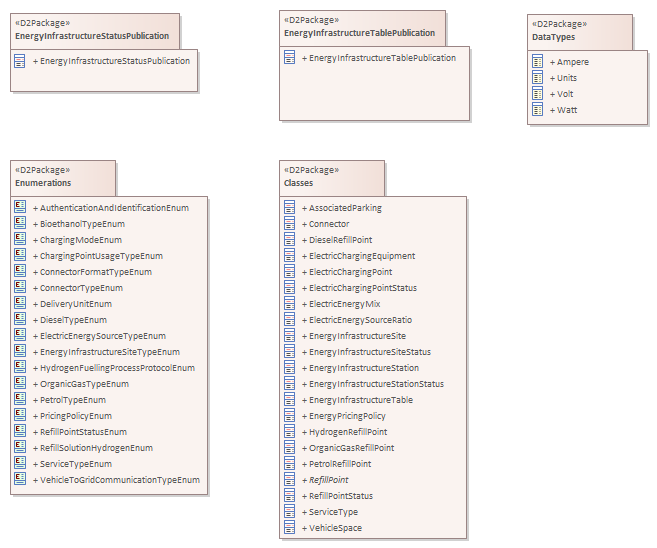 «D2Package»
EnergyInfrastructureStatusPublication
+ EnergyInfrastructureStatusPublication
«D2Package»
EnergyInfrastructureTablePublication
+ EnergyInfrastructureTablePublication
«D2Package»
DataTypes
+ Ampere
+ Units
+ Volt
+ Watt
«D2Package»
Enumerations
+ AuthenticationAndIdentificationEnum
+ BioethanolTypeEnum
+ ChargingModeEnum
+ ChargingPointUsageTypeEnum
+ ConnectorFormatTypeEnum
+ ConnectorTypeEnum
+ DeliveryUnitEnum
+ DieselTypeEnum
+ ElectricEnergySourceTypeEnum
+ EnergyInfrastructureSiteTypeEnum
+ HydrogenFuellingProcessProtocolEnum
+ OrganicGasTypeEnum
+ PetrolTypeEnum
+ PricingPolicyEnum
+ RefillPointStatusEnum
+ RefillSolutionHydrogenEnum
+ ServiceTypeEnum
+ VehicleToGridCommunicationTypeEnum
«D2Package»
Classes
+ AssociatedParking
+ Connector
+ DieselRefillPoint
+ ElectricChargingEquipment
+ ElectricChargingPoint
+ ElectricChargingPointStatus
+ ElectricEnergyMix
+ ElectricEnergySourceRatio
+ EnergyInfrastructureSite
+ EnergyInfrastructureSiteStatus
+ EnergyInfrastructureStation
+ EnergyInfrastructureStationStatus
+ EnergyInfrastructureTable
+ EnergyPricingPolicy
+ HydrogenRefillPoint
+ OrganicGasRefillPoint
+ PetrolRefillPoint
+ RefillPoint
+ RefillPointStatus
+ ServiceType
+ VehicleSpace